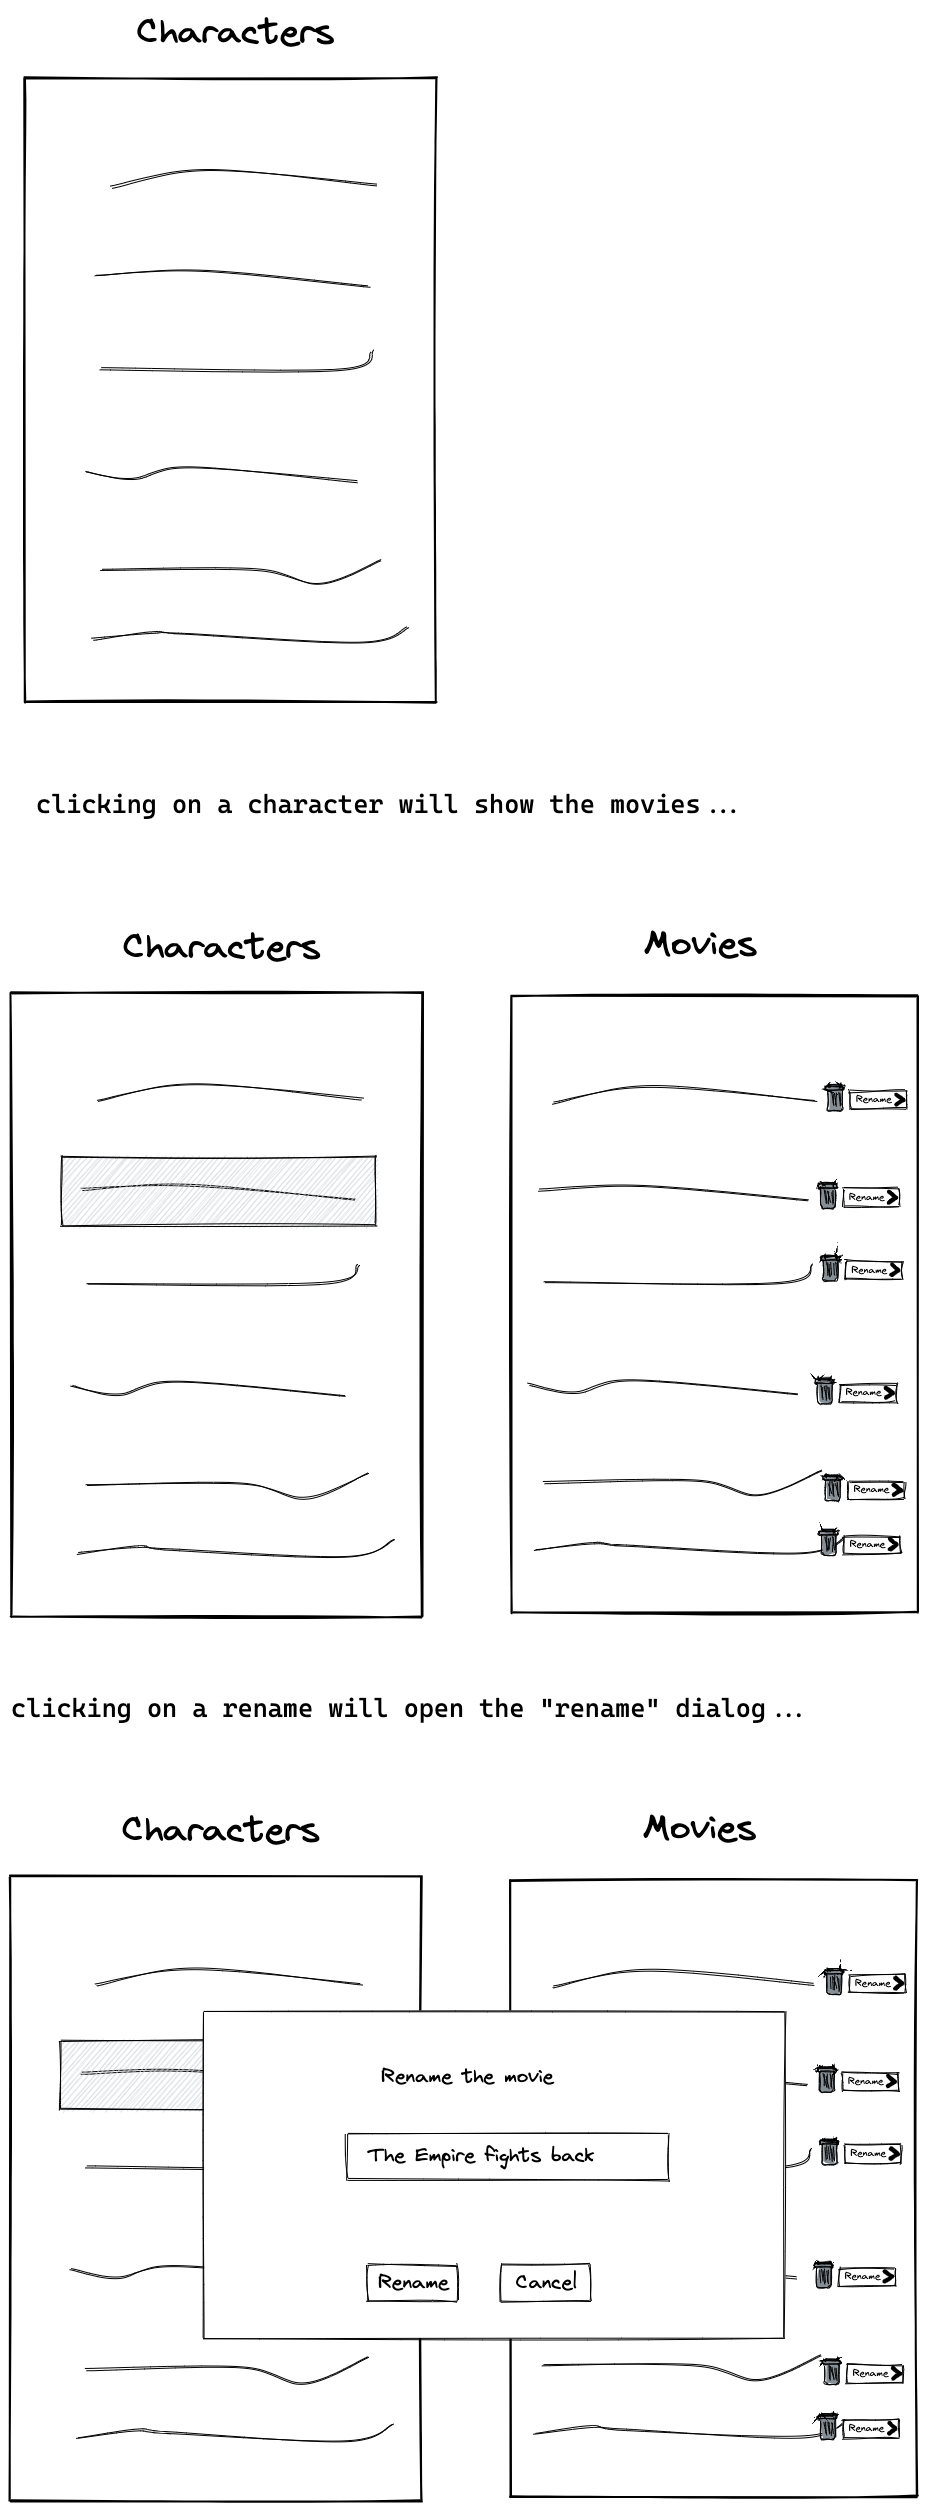 Characters
clicking on a character will show the movies...
Characters
Movies
Rename
Rename
Rename
Rename
Rename
Rename
clicking on a rename will open the "rename" dialog...
Characters
Movies
Rename
Rename the movie
Rename
The Empire fights back
Rename
Rename
Rename Cancel
Rename
Rename